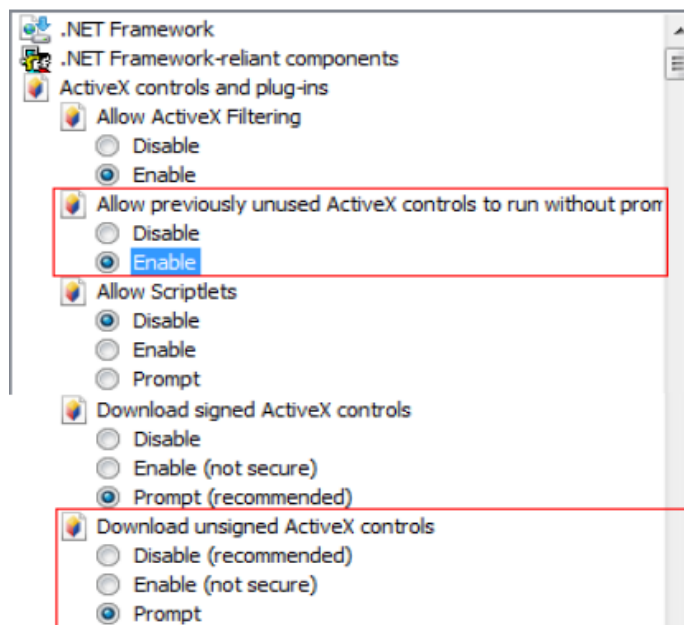 .NET Framework
.NET Framework-reliant components
ActiveX controls and plug-ins
Allow ActiveX Filtering
Disable
Enable
Allow previously unused ActiveX controls to run without prom
Disable
Enable
Allow Scriptlets
Disable
Enable
Prompt
Download signed ActiveX controls
Disable
Enable (not secure)
Prompt (recommended)
Download unsigned ActiveX controls
Disable (recommended)
Enable (not secure)
Prompt